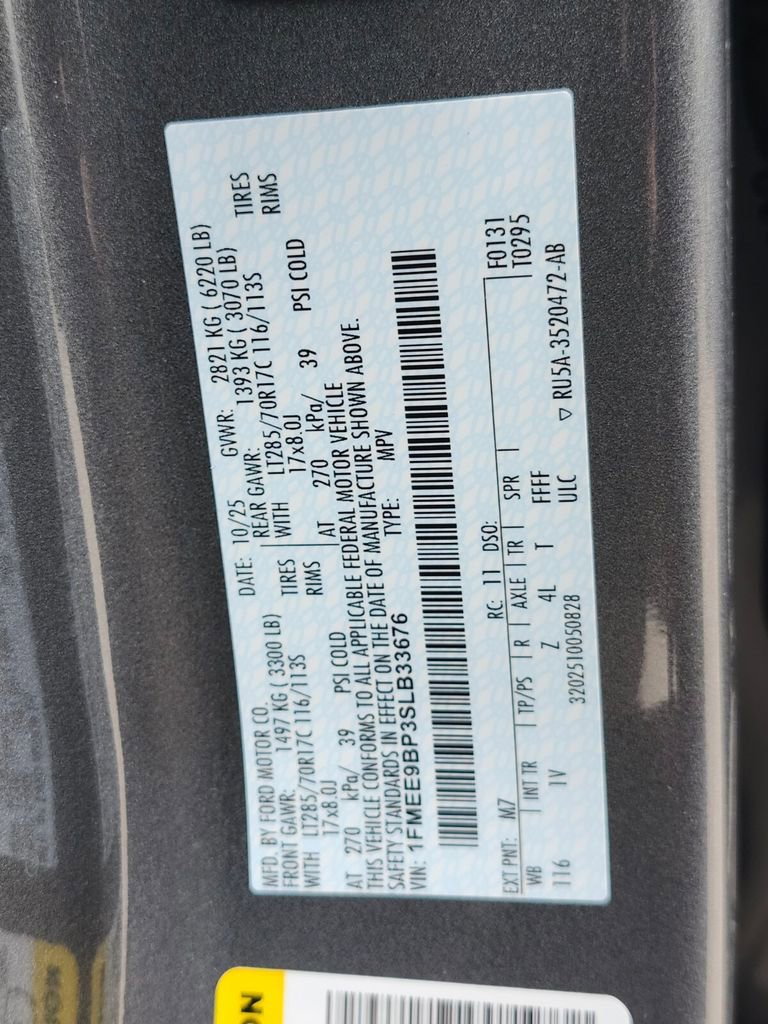 MFD. BY FORD MOTOR CO. DATE: 10/25 GVWR: 2821 KG ( 6220 LB)
FRONT GAWR: 1497 KG ( 3300 LB) REAR GAWR: 1393 KG ( 3070 LB)
WITH LT285/70R17C 116/113S TIRES WITH LT285/70R17C 116/113S TIRES
17x8.0J RIMS 17x8.0J RIMS
AT 270 kPa/ 39 PSI COLD AT 270 kPa/ 39 PSI COLD
THIS VEHICLE CONFORMS TO ALL APPLICABLE FEDERAL MOTOR VEHICLE
SAFETY STANDARDS IN EFFECT ON THE DATE OF MANUFACTURE SHOWN ABOVE.
VIN: 1FMEE9BP3SLB33676 TYPE: MPV
EXT PNT: M7 RC: 11 DSO: F0131
WB INT TR TP/PS R AXLE TR SPR T0295
116 1V Z 4L T FFFF
3202510050828 ULC ▽ RU5A-3520472-AB